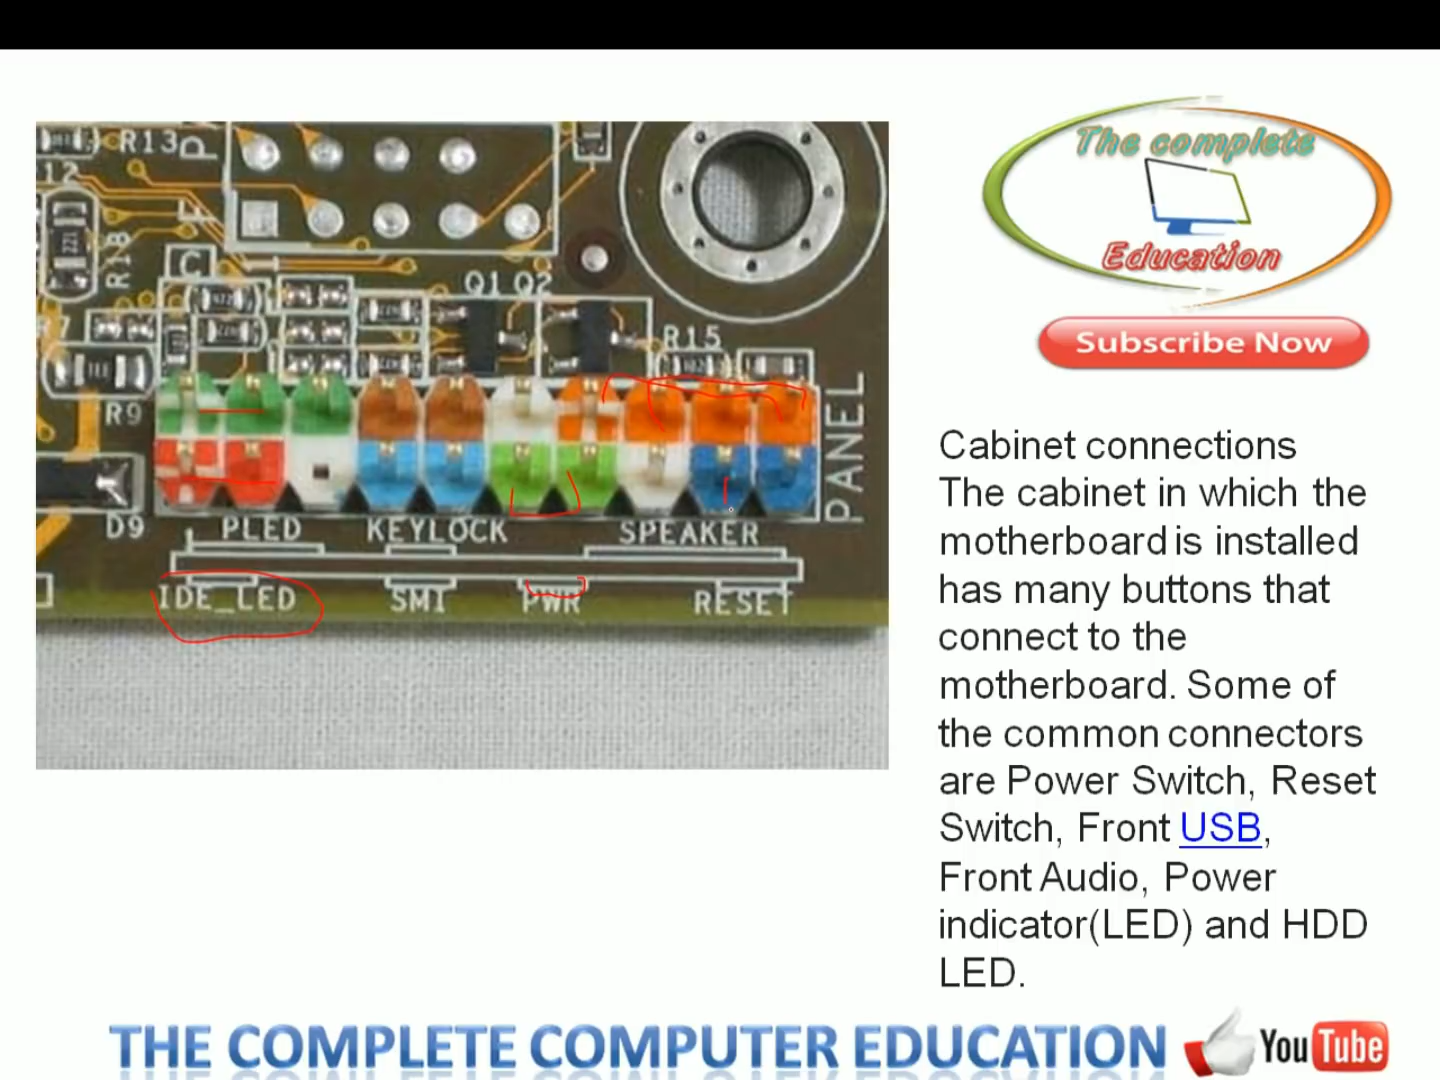 The complete
Education
Subscribe Now
R13
12
R18
C
Q1 Q2
R7
R15
R9
PANEL
D9
PLED
KEYLOCK
SPEAKER
IDE_LED
SMI
PWR
RESET
Cabinet connections
The cabinet in which the
motherboard is installed
has many buttons that
connect to the
motherboard. Some of
the common connectors
are Power Switch, Reset
Switch, Front USB,
Front Audio, Power
indicator(LED) and HDD
LED.
THE COMPLETE COMPUTER EDUCATION
YouTube